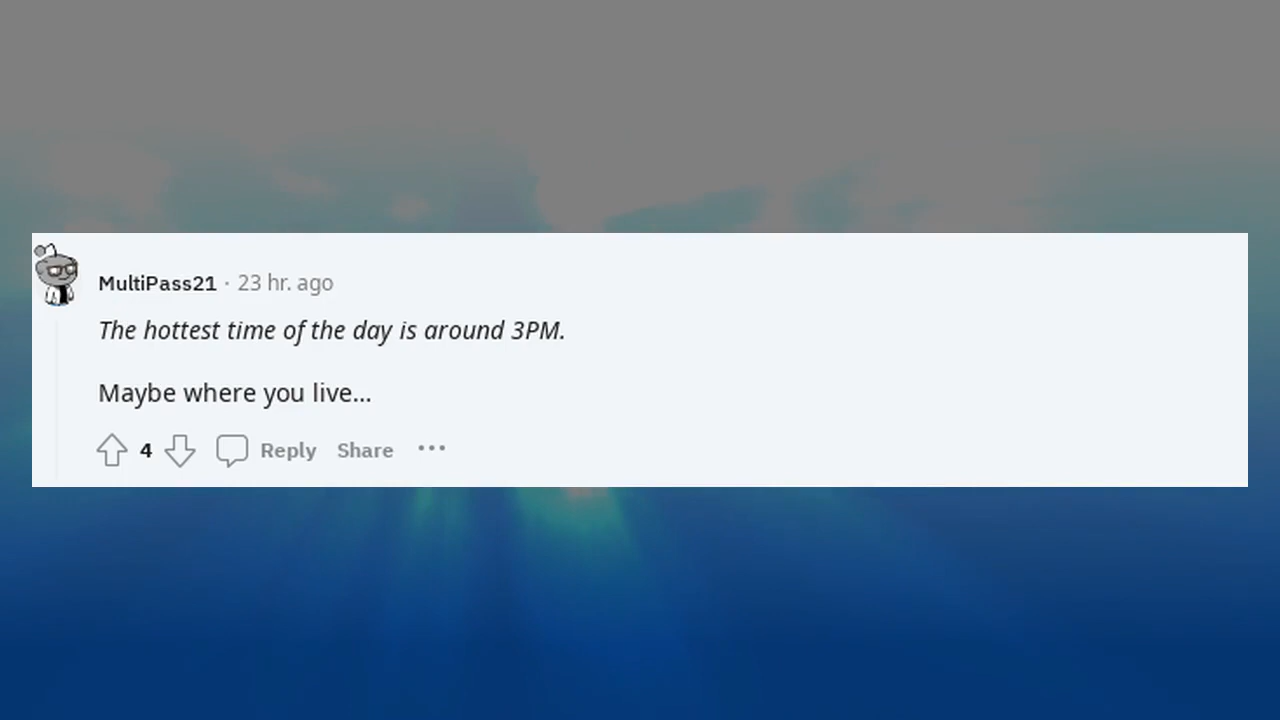 MultiPass21 · 23 hr. ago
The hottest time of the day is around 3PM.
Maybe where you live...
4 Reply Share ···